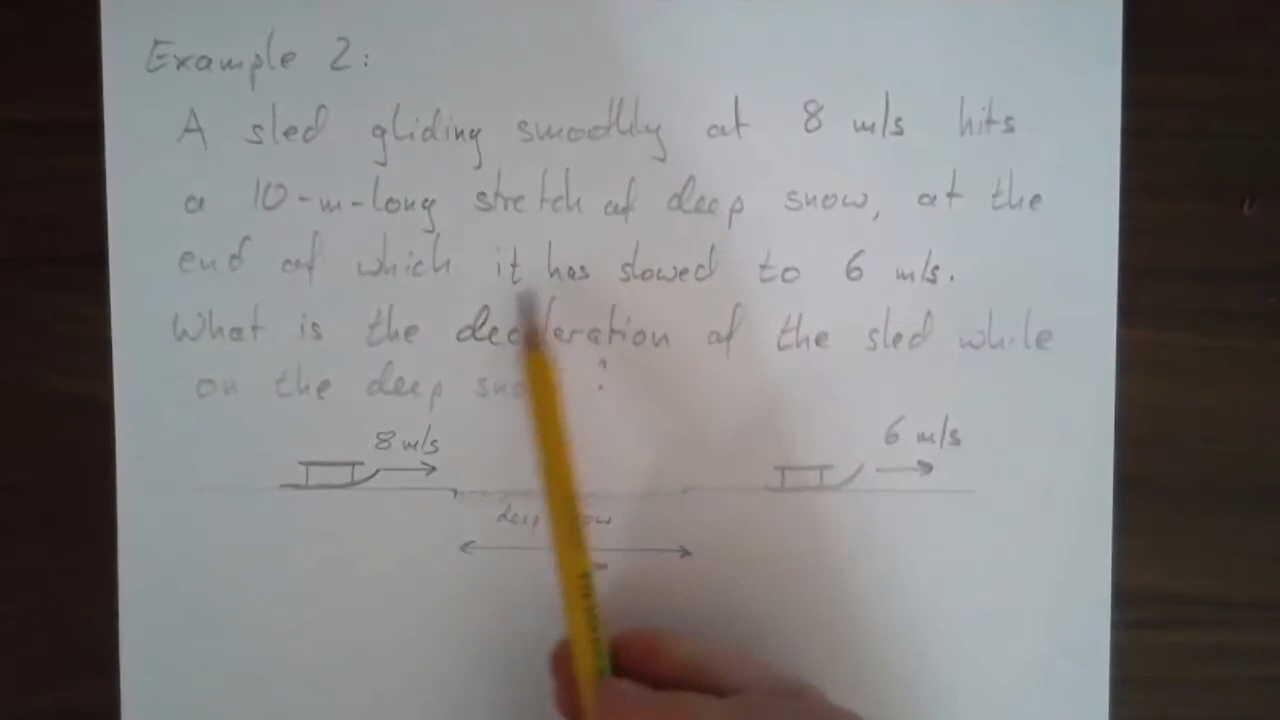 Example 2:
A sled gliding smoothly at 8 m/s hits
a 10-m-long stretch of deep snow, at the
end of which it has slowed to 6 m/s.
What is the deceleration of the sled while
on the deep ?
8 m/s
6 m/s
deep